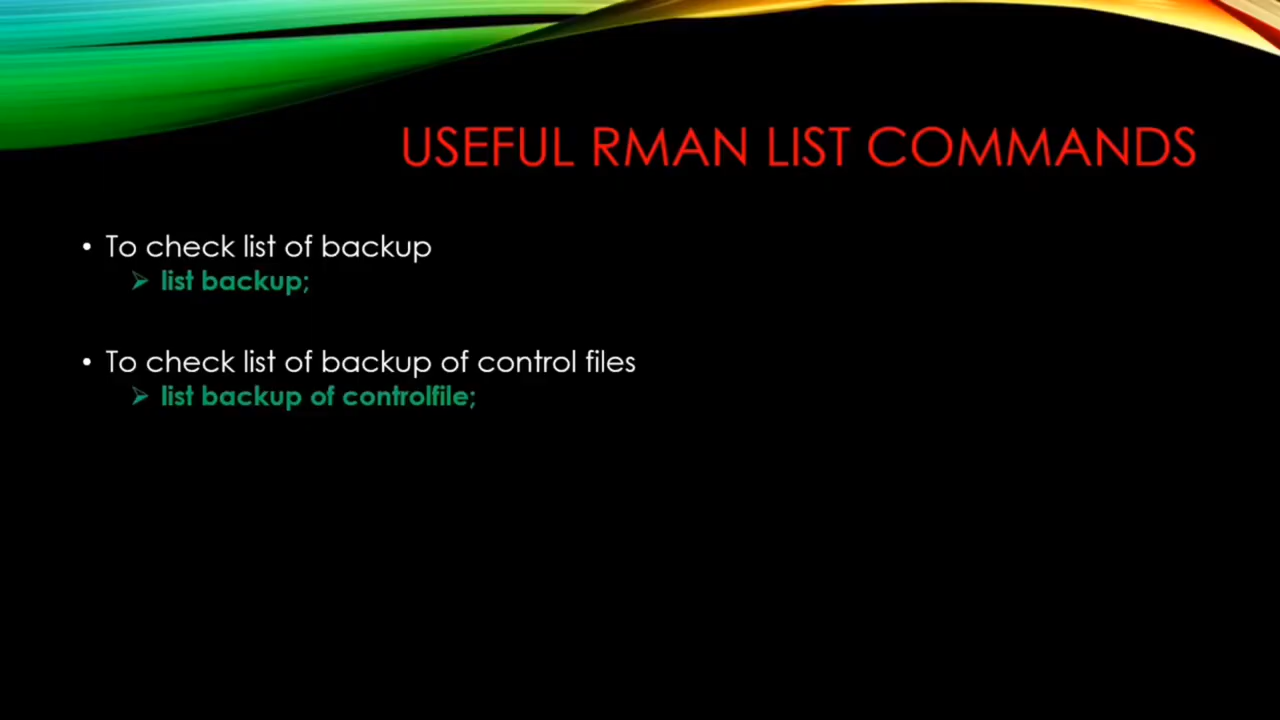 USEFUL RMAN LIST COMMANDS
• To check list of backup
➢ list backup;
• To check list of backup of control files
➢ list backup of controlfile;